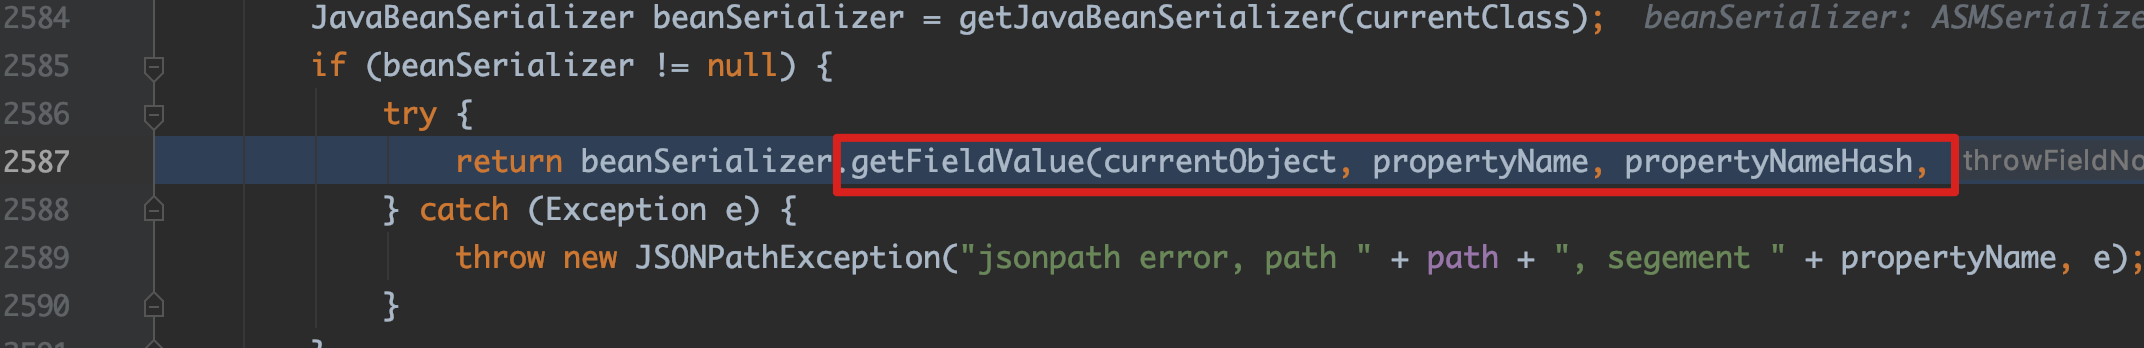 2584 JavaBeanSerializer beanSerializer = getJavaBeanSerializer(currentClass); beanSerializer: ASMSerialize
2585 if (beanSerializer != null) {
2586 try {
2587 return beanSerializer.getFieldValue(currentObject, propertyName, propertyNameHash, throwFieldNo
2588 } catch (Exception e) {
2589 throw new JSONPathException("jsonpath error, path " + path + ", segement " + propertyName, e);
2590 }